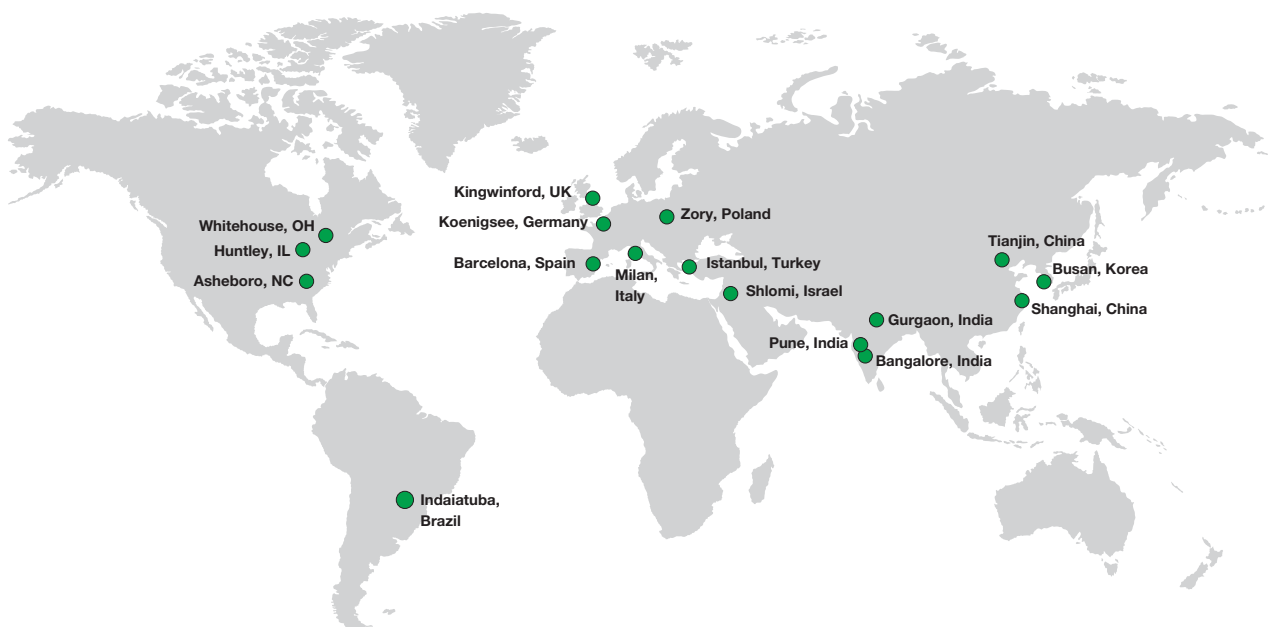 Kingwinford, UK
Koenigsee, Germany
Zory, Poland
Whitehouse, OH
Huntley, IL
Asheboro, NC
Barcelona, Spain
Milan,
Italy
Istanbul, Turkey
Shlomi, Israel
Tianjin, China
Busan, Korea
Shanghai, China
Gurgaon, India
Pune, India
Bangalore, India
Indaiatuba,
Brazil